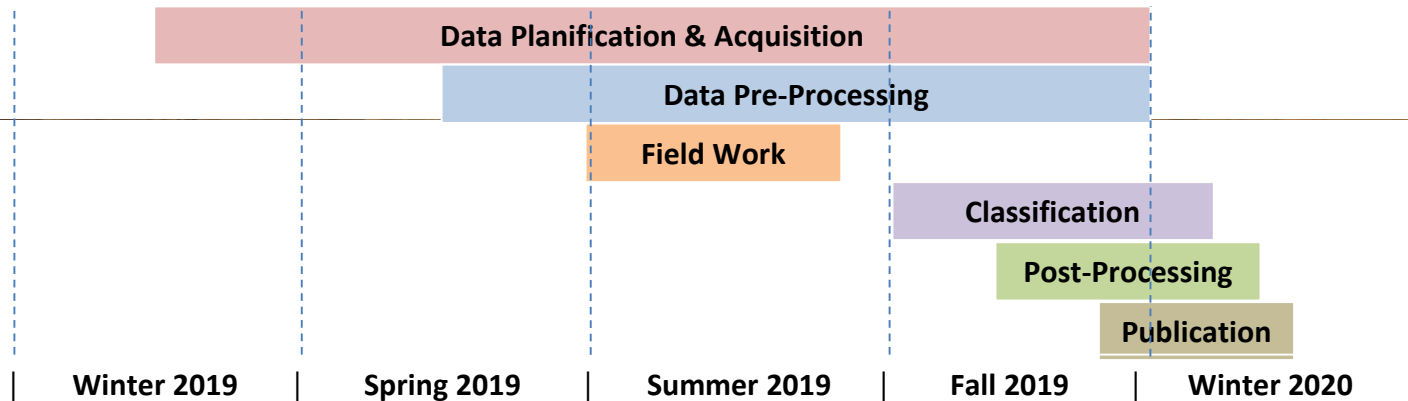 Data Planification & Acquisition
Data Pre-Processing
Field Work
Classification
Post-Processing
Publication
| Winter 2019 | Spring 2019 | Summer 2019 | Fall 2019 | Winter 2020